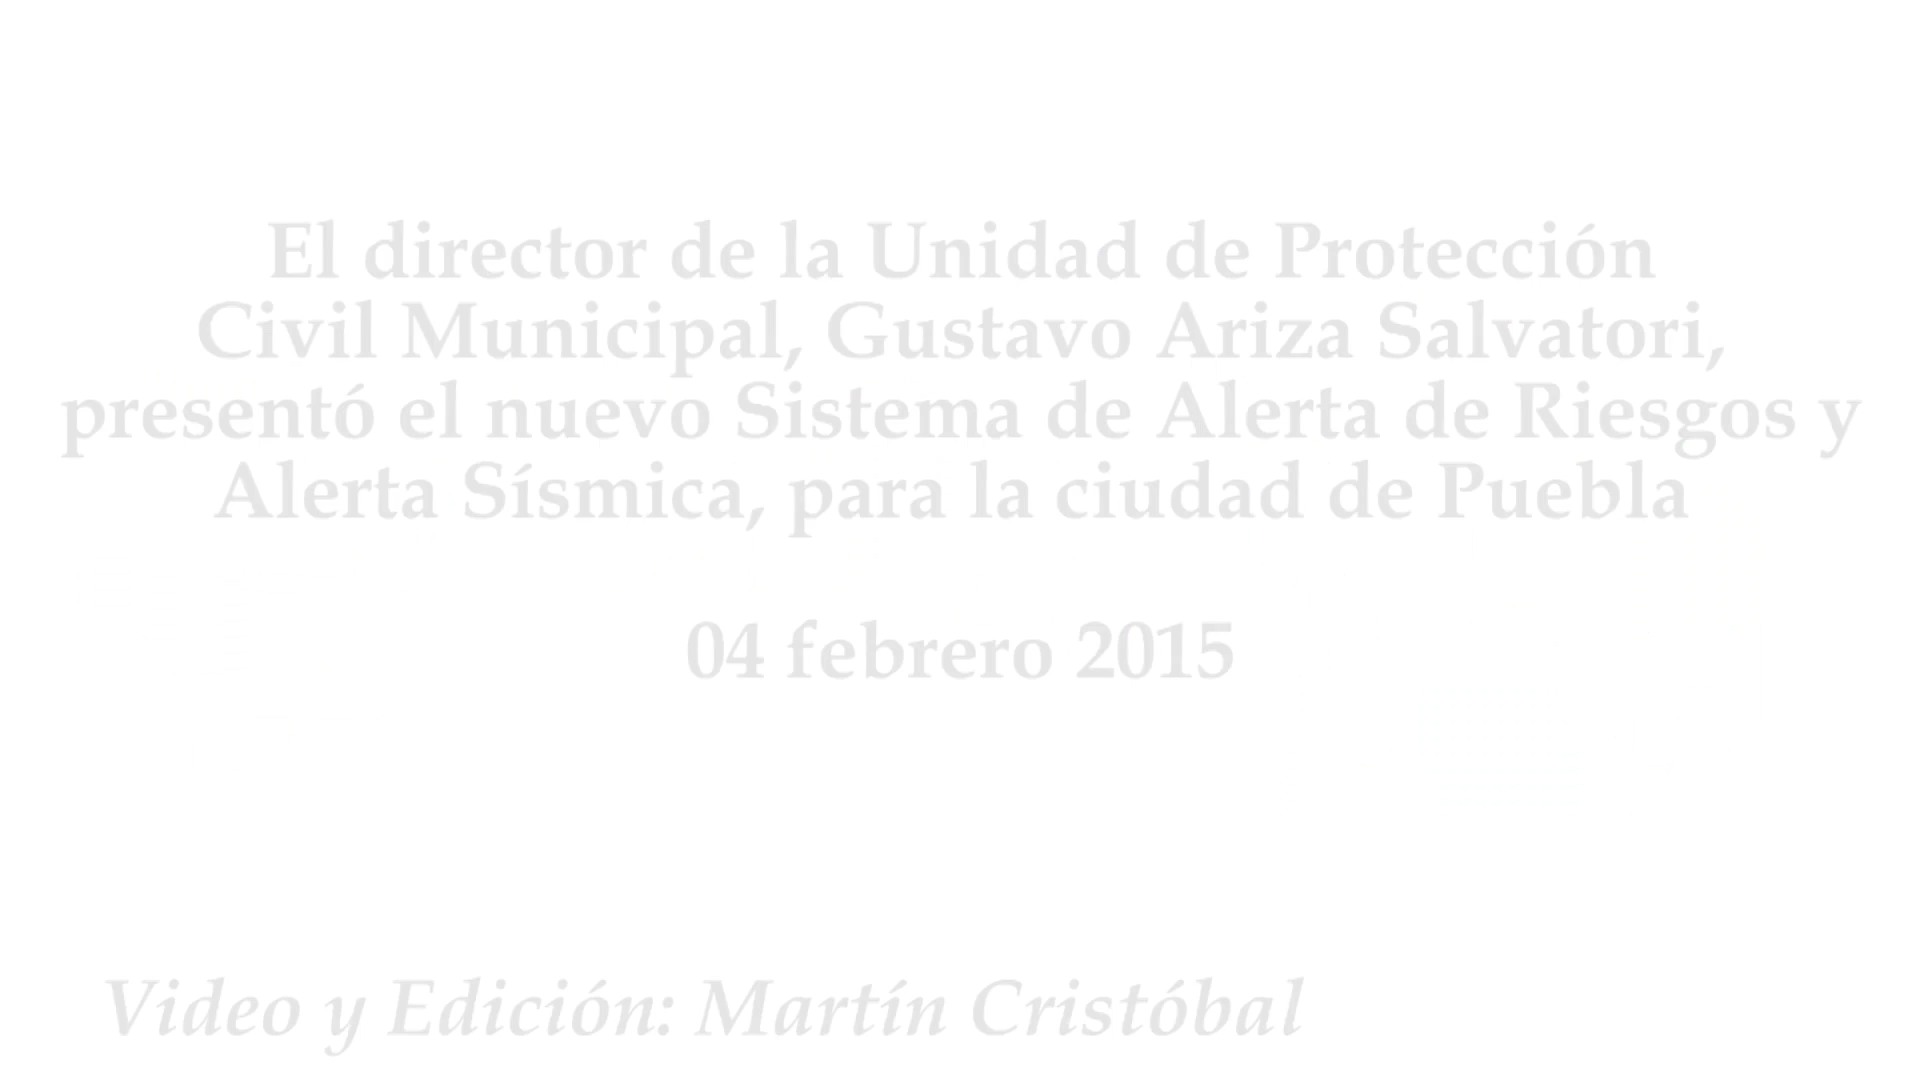 El director de la Unidad de Protección
Civil Municipal, Gustavo Ariza Salvatori,
presentó el nuevo Sistema de Alerta de Riesgos y
Alerta Sísmica, para la ciudad de Puebla
04 febrero 2015
Video y Edición: Martín Cristóbal